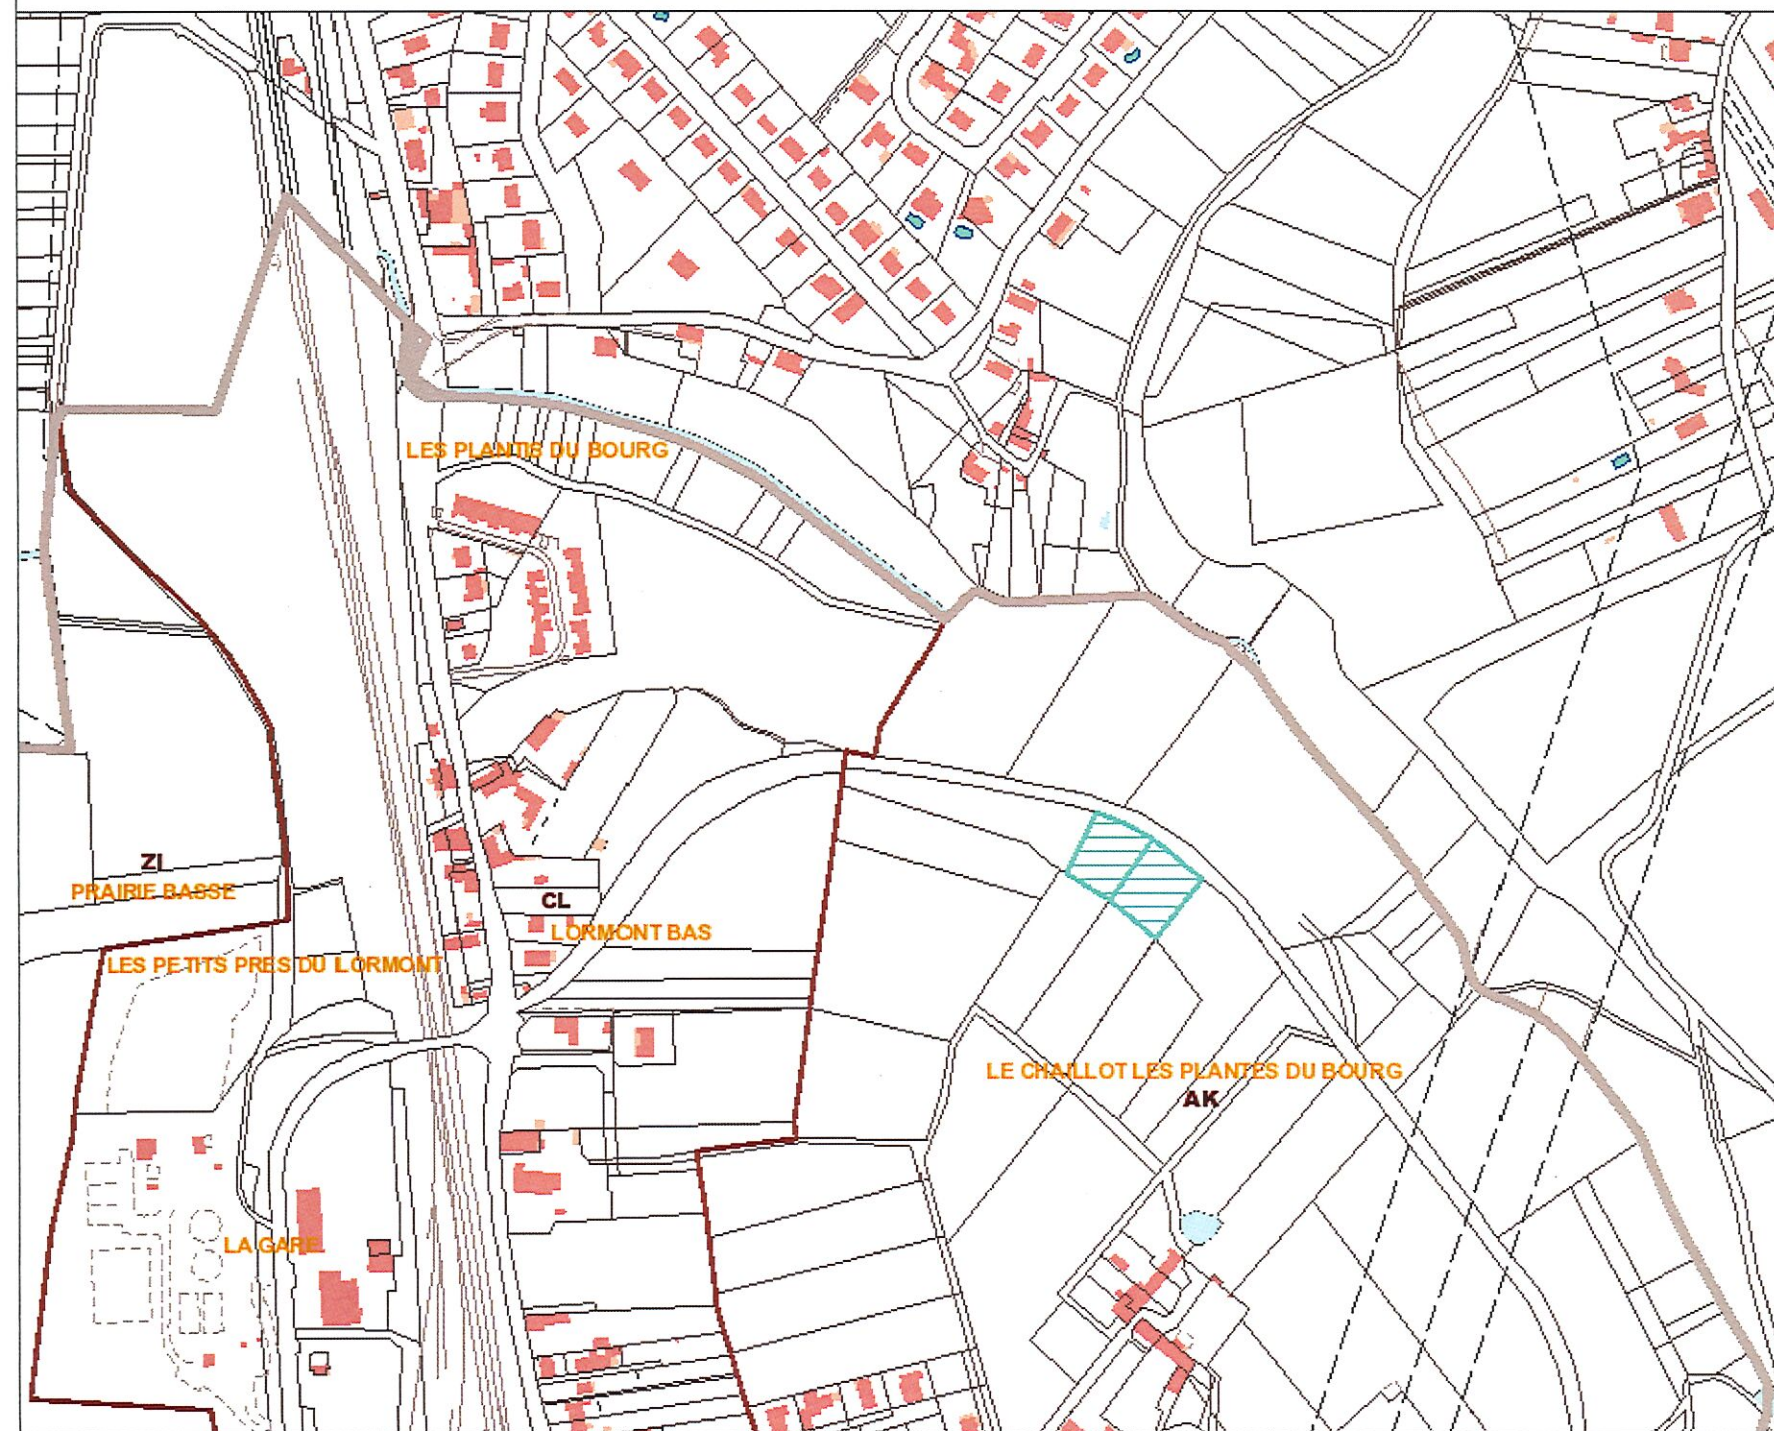 LES PLANTIS DU BOURG
ZI
PRAIRIE BASSE
CL
LORMONT BAS
LES PETITS PRES DU LORMONT
LE CHAILLOT LES PLANTES DU BOURG
AK
LA GARE